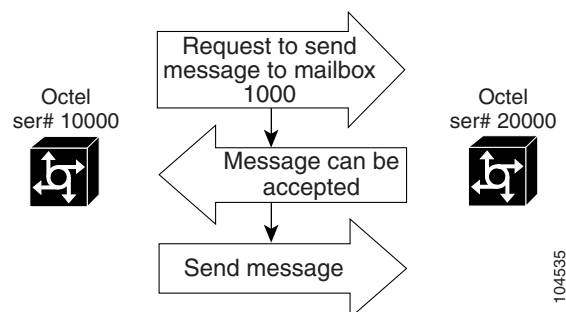 Request to send
message to mailbox
1000
Octel
ser# 10000
Octel
ser# 20000
Message can be
accepted
Send message
104535